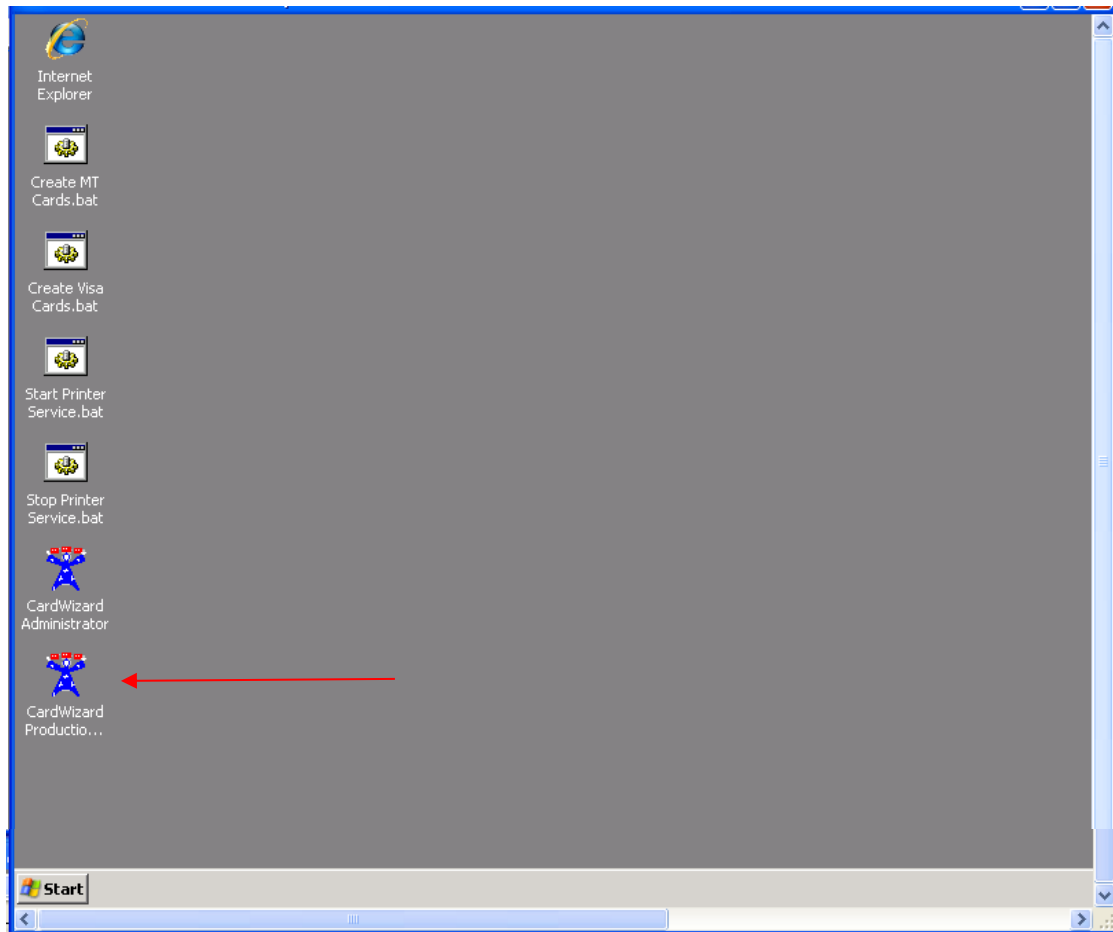 Internet
Explorer
Create MT
Cards.bat
Create Visa
Cards.bat
Start Printer
Service.bat
Stop Printer
Service.bat
CardWizard
Administrator
CardWizard
Productio...
Start